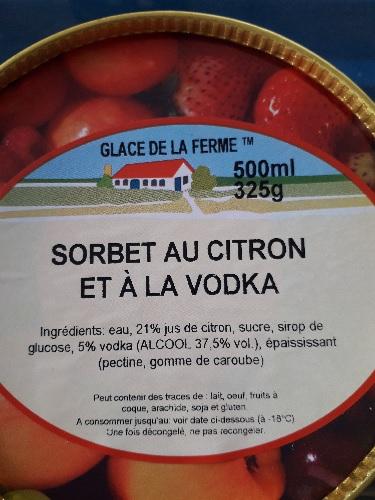 GLACE DE LA FERME ™
500ml
325g
SORBET AU CITRON
ET À LA VODKA
Ingrédients: eau, 21% jus de citron, sucre, sirop de
glucose, 5% vodka (ALCOOL 37,5% vol.), épaississant
(pectine, gomme de caroube)
Peut contenir des traces de : lait, oeuf, fruits à
coque, arachide, soja et gluten.
A consommer jusqu'au: voir date ci-dessous (à -18°C)
Une fois décongelé, ne pas recongeler.